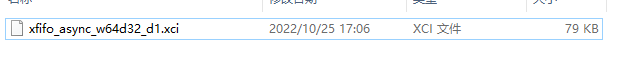 名称 修改日期 类型 大小
xfifo_async_w64d32_d1.xci 2022/10/25 17:06 XCI 文件 79 KB